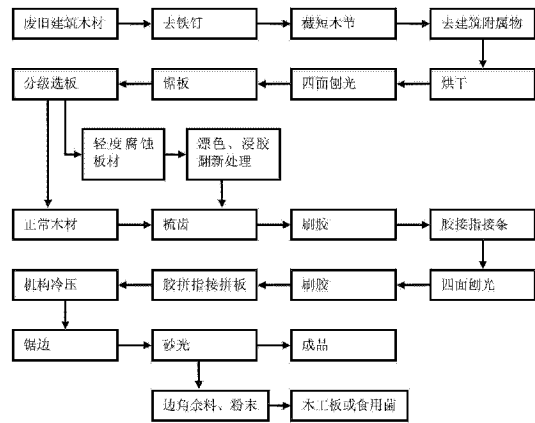 废旧建筑木材
去铁钉
截短木节
去建筑附属物
分级选板
锯板
四面刨光
烘干
轻度腐蚀
板材
漂色、浸胶
翻新处理
正常木材
梳齿
刷胶
胶接指接条
机构冷压
胶拼指接拼板
刷胶
四面刨光
锯边
砂光
成品
边角余料、粉末
木工板或食用菌